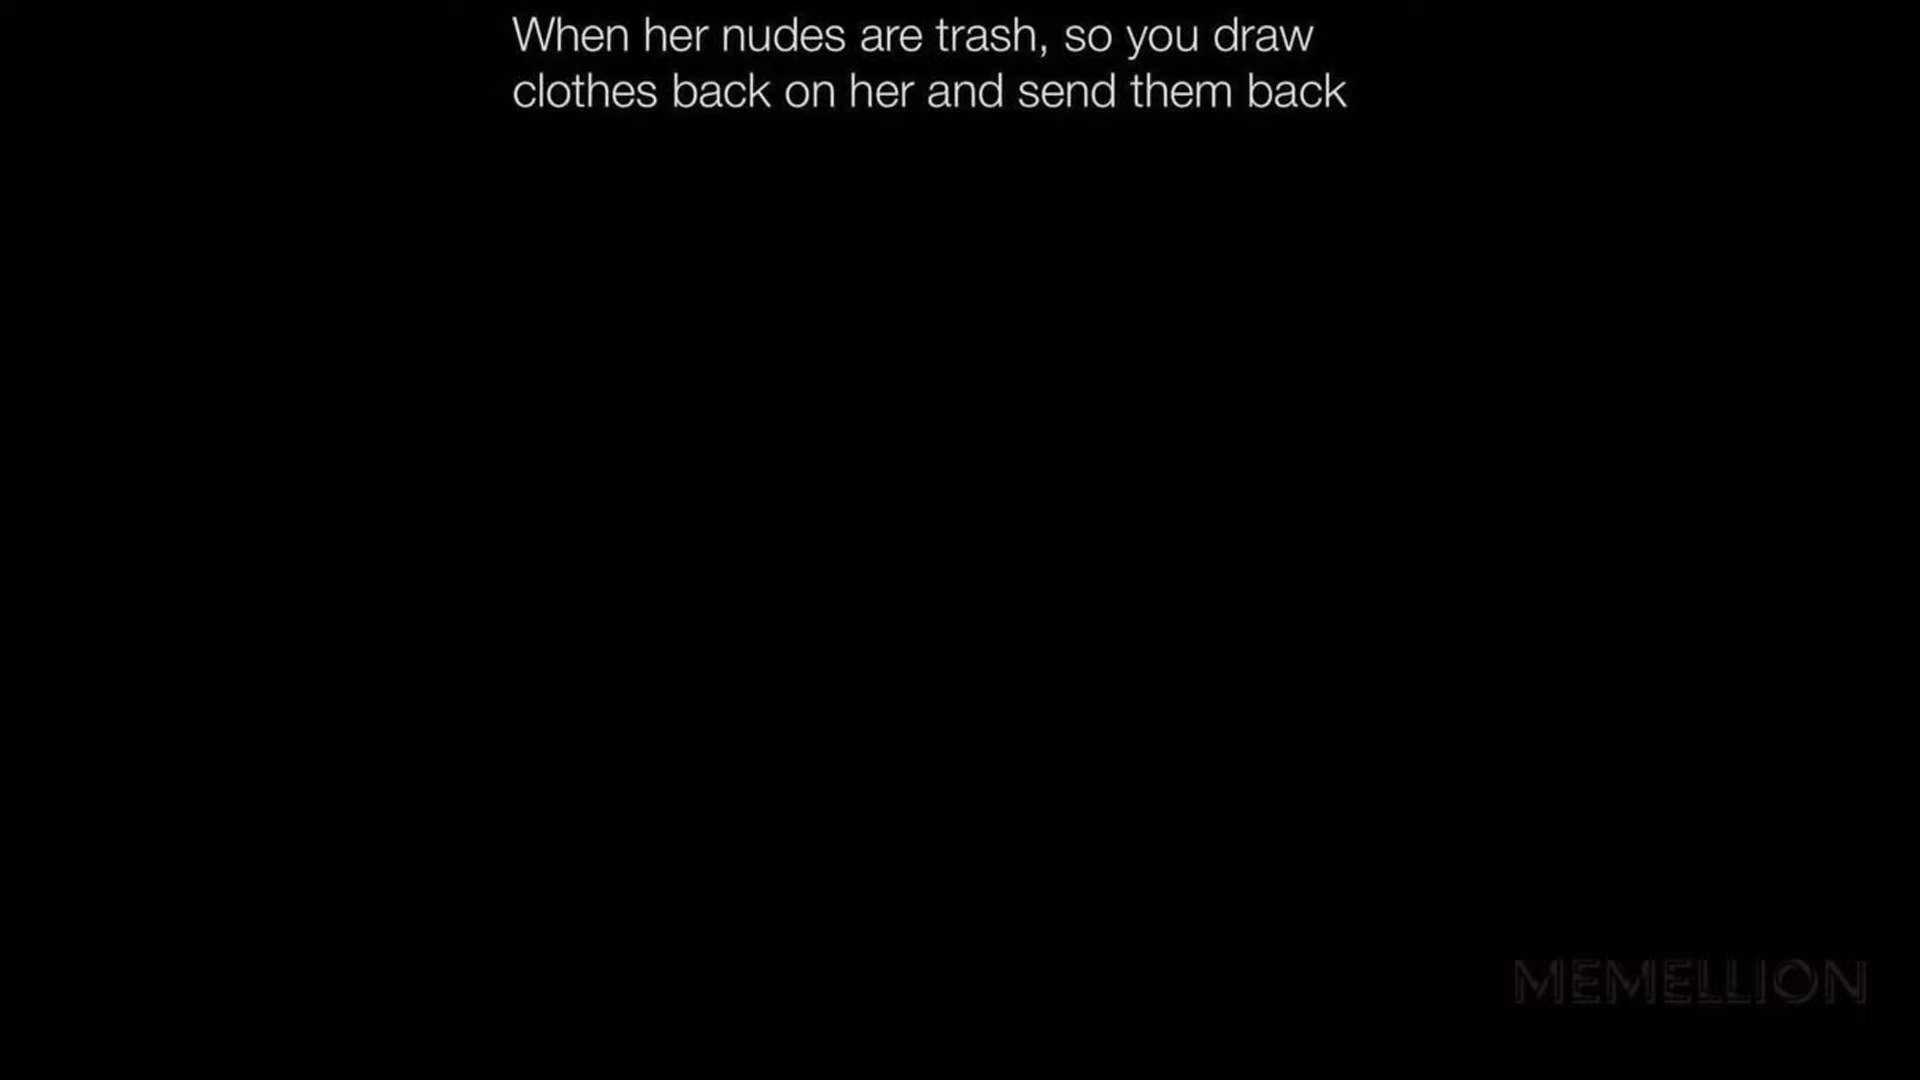 When her nudes are trash, so you draw
clothes back on her and send them back
MEMELLION